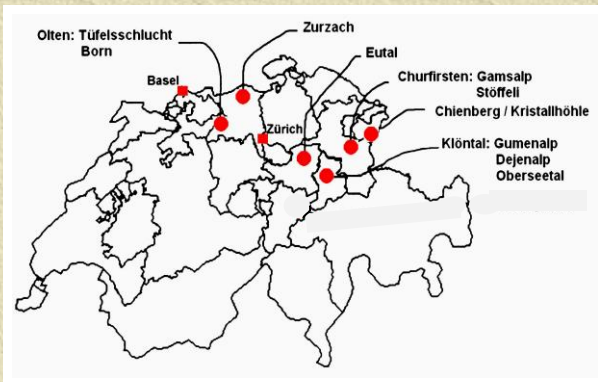 Olten: Tüfelsschlucht
Born
Zurzach
Eutal
Churfirsten: Gamsalp
Stöffeli
Basel
Chienberg / Kristallhöhle
Zürich
Klöntal: Gumenalp
Dejenalp
Oberseetal